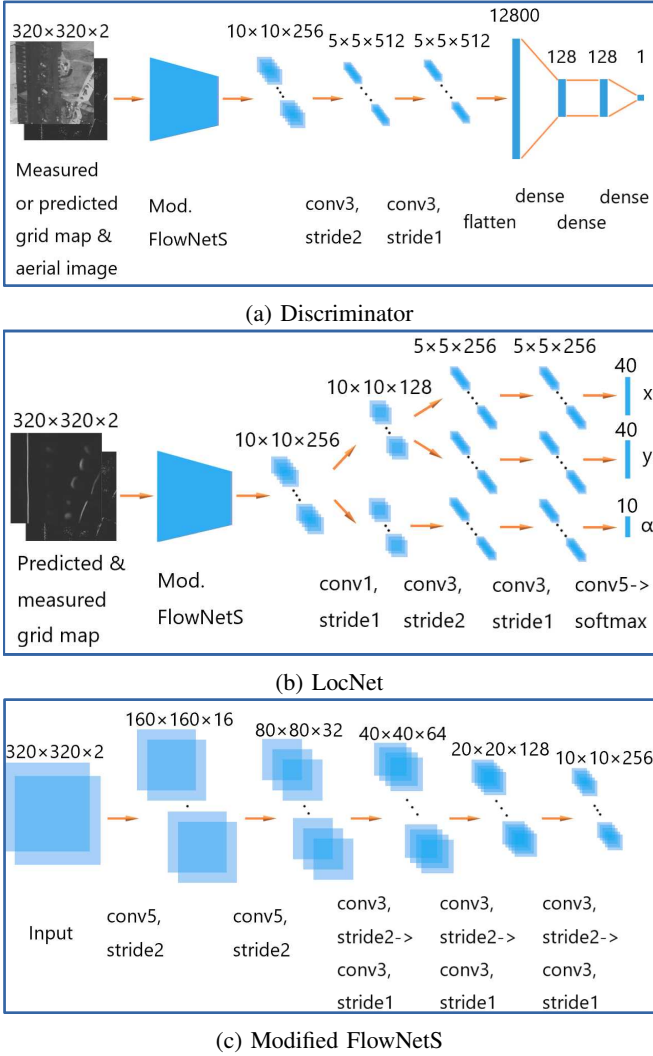 320×320×2
10×10×256
5×5×512
5×5×512
12800
128
128
1
Measured
or predicted
grid map &
aerial image
Mod.
FlowNetS
conv3,
stride2
conv3,
stride1
flatten
dense
dense
dense
(a) Discriminator
320×320×2
10×10×256
10×10×128
5×5×256
5×5×256
40
x
40
y
10
α
Predicted &
measured
grid map
Mod.
FlowNetS
conv1,
stride1
conv3,
stride2
conv3,
stride1
conv5->
softmax
(b) LocNet
320×320×2
160×160×16
80×80×32
40×40×64
20×20×128
10×10×256
Input
conv5,
stride2
conv5,
stride2
conv3,
stride2->
conv3,
stride1
conv3,
stride2->
conv3,
stride1
conv3,
stride2->
conv3,
stride1
(c) Modified FlowNetS